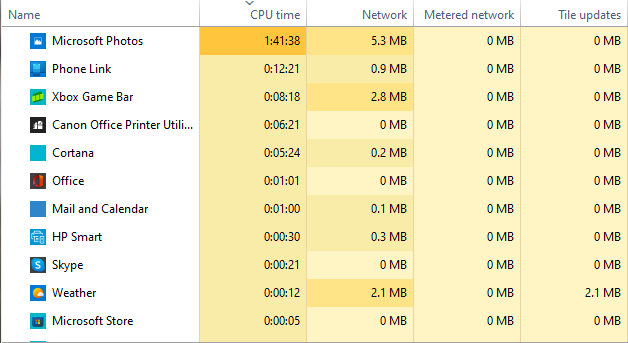 Name CPU time Network Metered network Tile updates
Microsoft Photos 1:41:38 5.3 MB 0 MB 0 MB
Phone Link 0:12:21 0.9 MB 0 MB 0 MB
Xbox Game Bar 0:08:18 2.8 MB 0 MB 0 MB
Canon Office Printer Utili... 0:06:21 0 MB 0 MB 0 MB
Cortana 0:05:24 0.2 MB 0 MB 0 MB
Office 0:01:01 0 MB 0 MB 0 MB
Mail and Calendar 0:01:00 0.1 MB 0 MB 0 MB
HP Smart 0:00:30 0.3 MB 0 MB 0 MB
Skype 0:00:21 0 MB 0 MB 0 MB
Weather 0:00:12 2.1 MB 0 MB 2.1 MB
Microsoft Store 0:00:05 0 MB 0 MB 0 MB